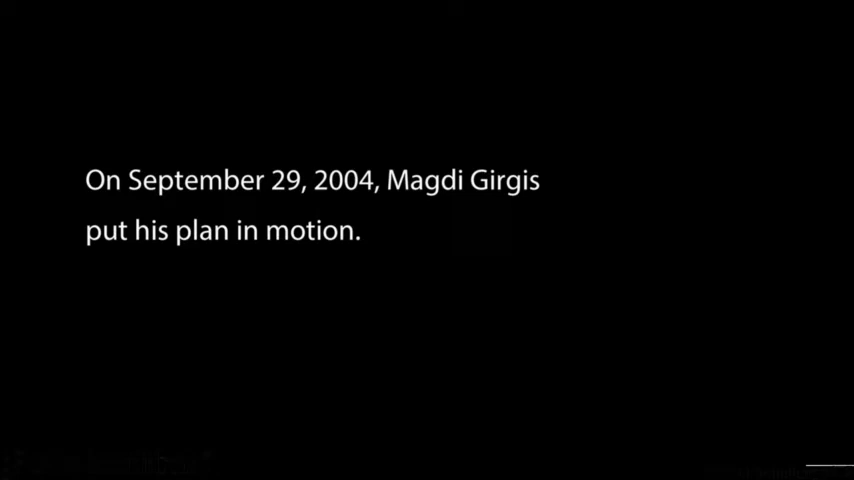 On September 29, 2004, Magdi Girgis
put his plan in motion.